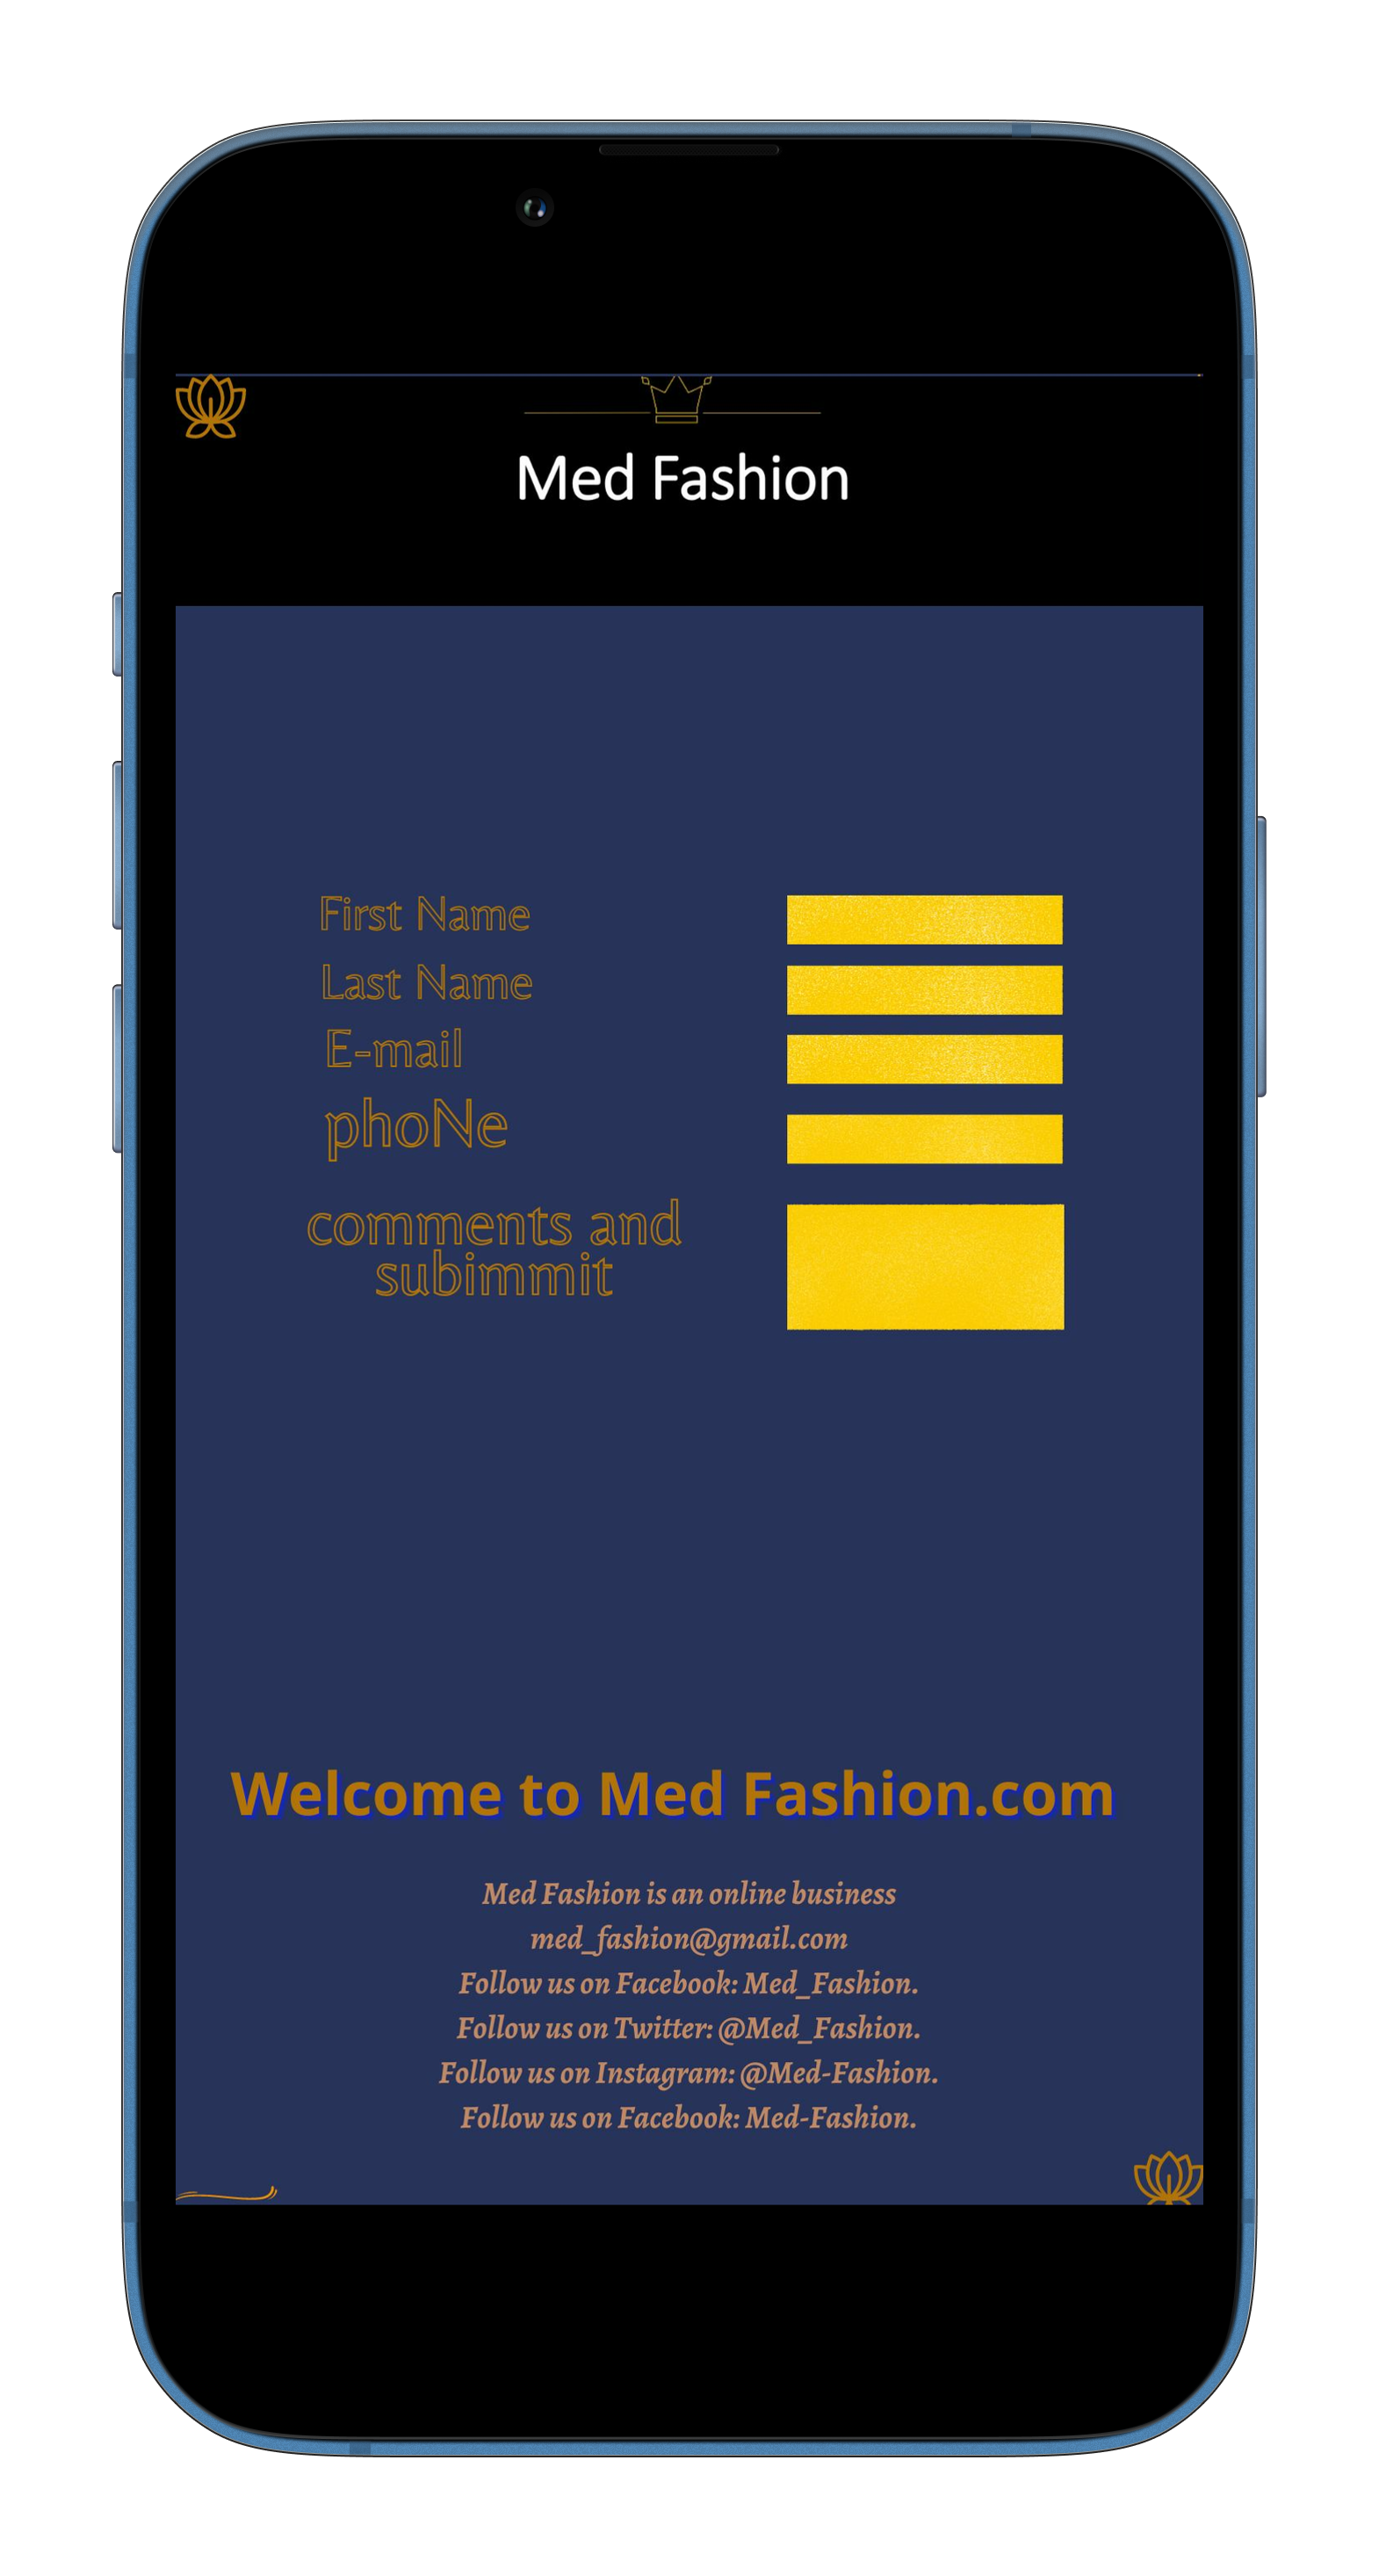 Med Fashion
First Name
Last Name
E-mail
phoNe
comments and
subimmit
Welcome to Med Fashion.com
Med Fashion is an online business
med_fashion@gmail.com
Follow us on Facebook: Med_Fashion.
Follow us on Twitter: @Med_Fashion.
Follow us on Instagram: @Med-Fashion.
Follow us on Facebook: Med-Fashion.